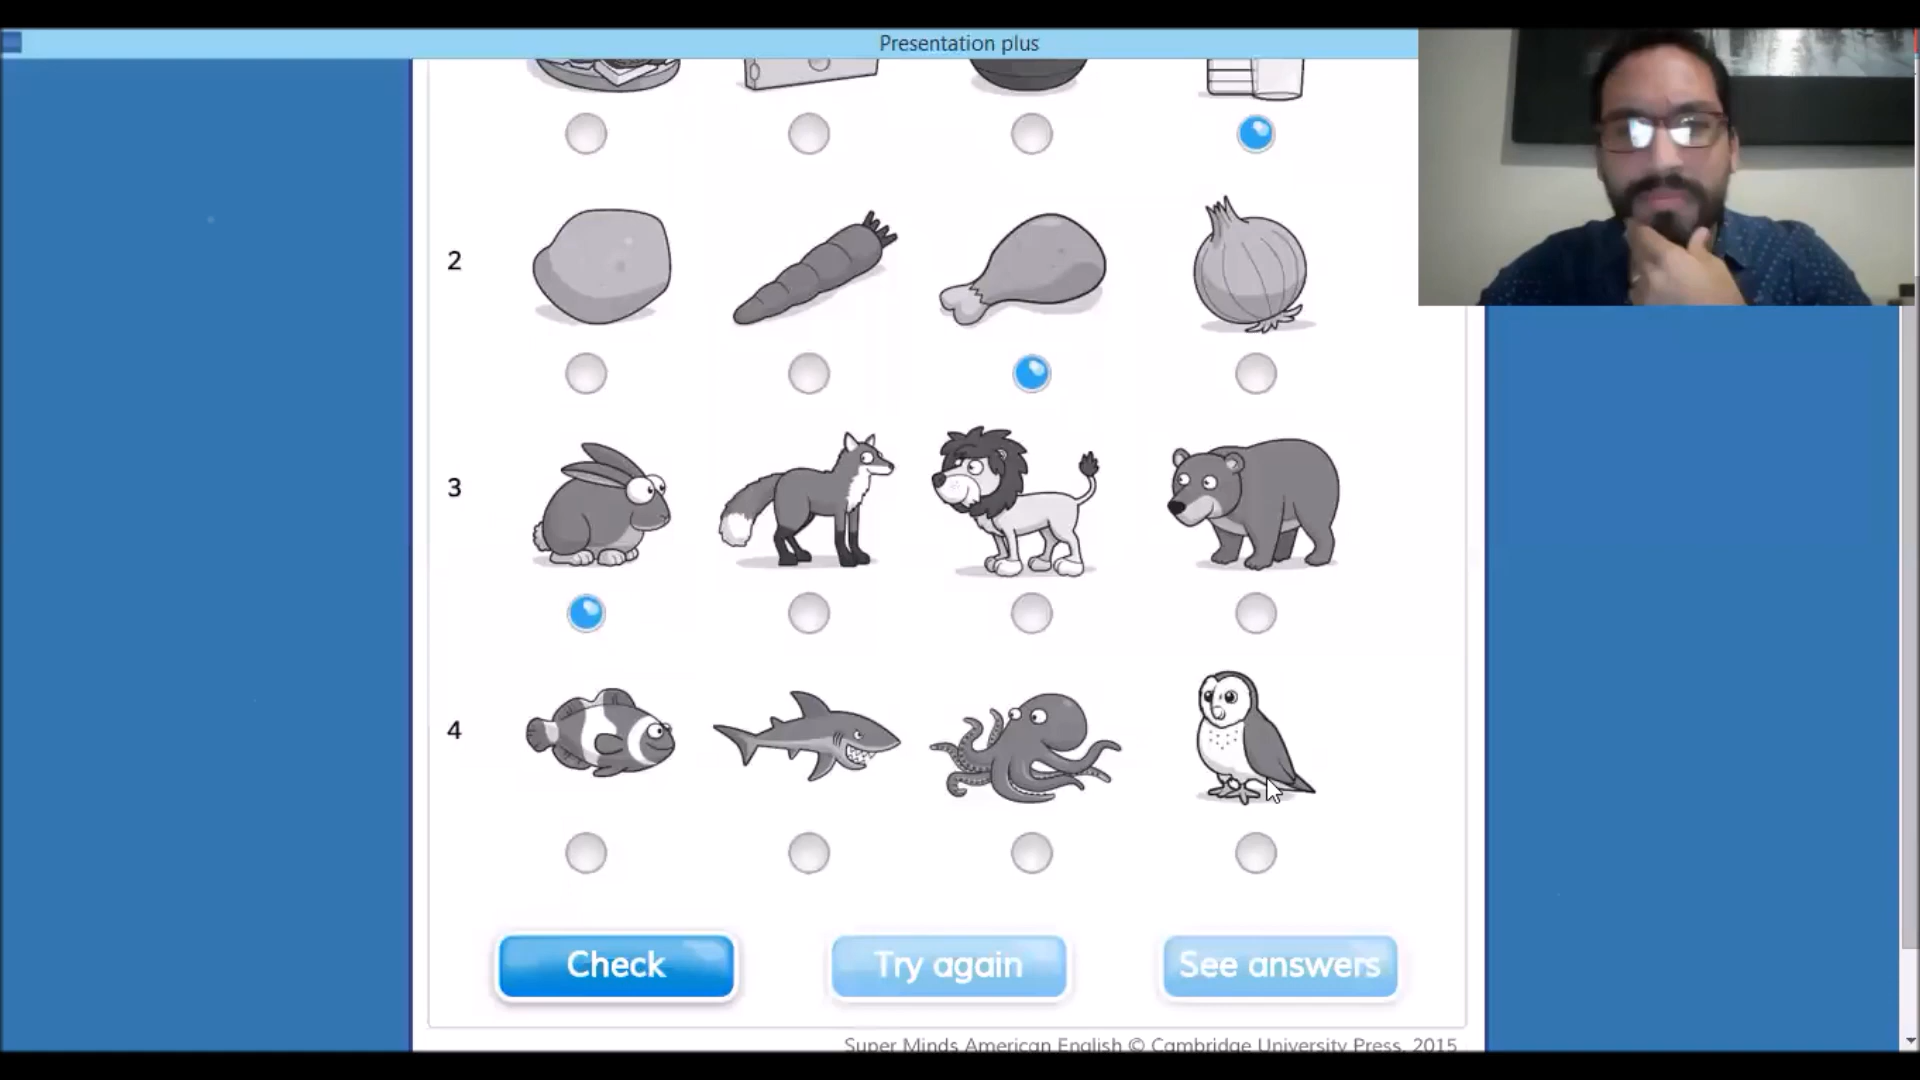 Presentation plus
2
3
4
Check
Try again
See answers
Super Minds American English © Cambridge University Press, 2015